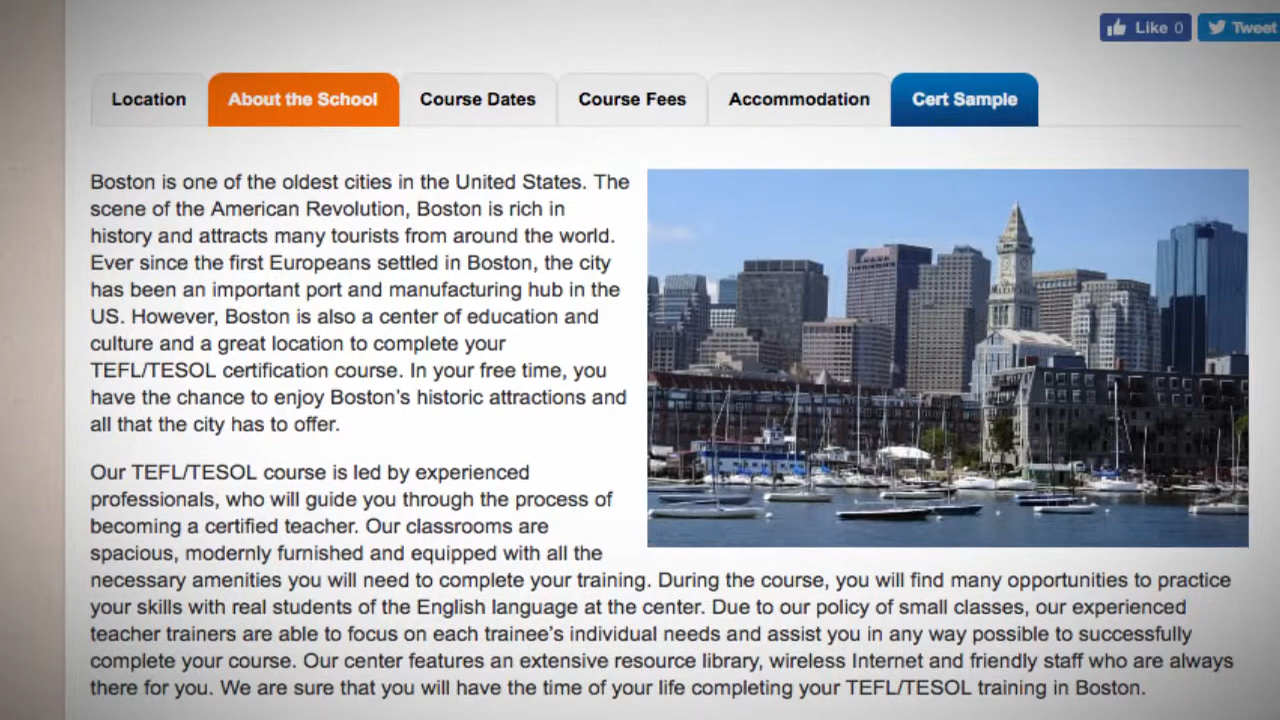 Like 0
Tweet
Location
About the School
Course Dates
Course Fees
Accommodation
Cert Sample
Boston is one of the oldest cities in the United States. The
scene of the American Revolution, Boston is rich in
history and attracts many tourists from around the world.
Ever since the first Europeans settled in Boston, the city
has been an important port and manufacturing hub in the
US. However, Boston is also a center of education and
culture and a great location to complete your
TEFL/TESOL certification course. In your free time, you
have the chance to enjoy Boston’s historic attractions and
all that the city has to offer.
Our TEFL/TESOL course is led by experienced
professionals, who will guide you through the process of
becoming a certified teacher. Our classrooms are
spacious, modernly furnished and equipped with all the
necessary amenities you will need to complete your training. During the course, you will find many opportunities to practice
your skills with real students of the English language at the center. Due to our policy of small classes, our experienced
teacher trainers are able to focus on each trainee’s individual needs and assist you in any way possible to successfully
complete your course. Our center features an extensive resource library, wireless Internet and friendly staff who are always
there for you. We are sure that you will have the time of your life completing your TEFL/TESOL training in Boston.